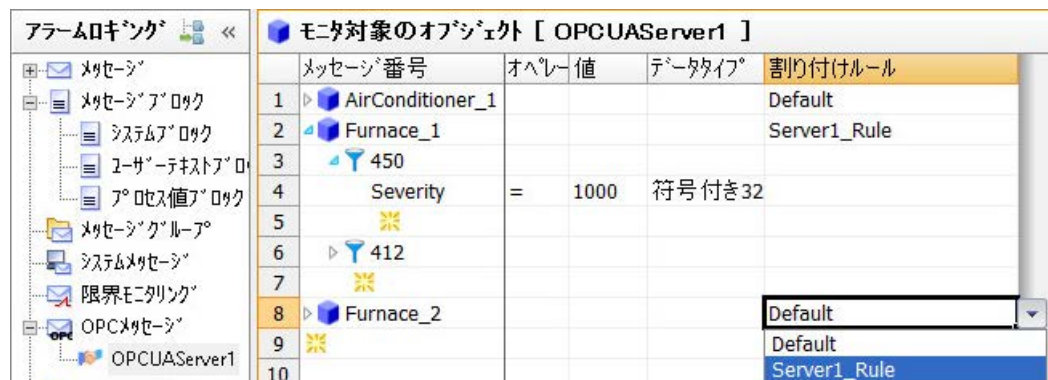 アラームロギング «
メッセージ
メッセージブロック
システムブロック
ユーザーテキストブロ
プロセス値ブロック
メッセージグループ
システムメッセージ
限界モニタリング
OPCメッセージ
OPCUAServer1
モニタ対象のオブジェクト [ OPCUAServer1 ]
メッセージ番号 オペレー 値 データタイプ 割り付けルール
1 AirConditioner_1 Default
2 Furnace_1 Server1_Rule
3 450
4 Severity = 1000 符号付き32
5
6 412
7
8 Furnace_2 Default
9 Default
10 Server1_Rule